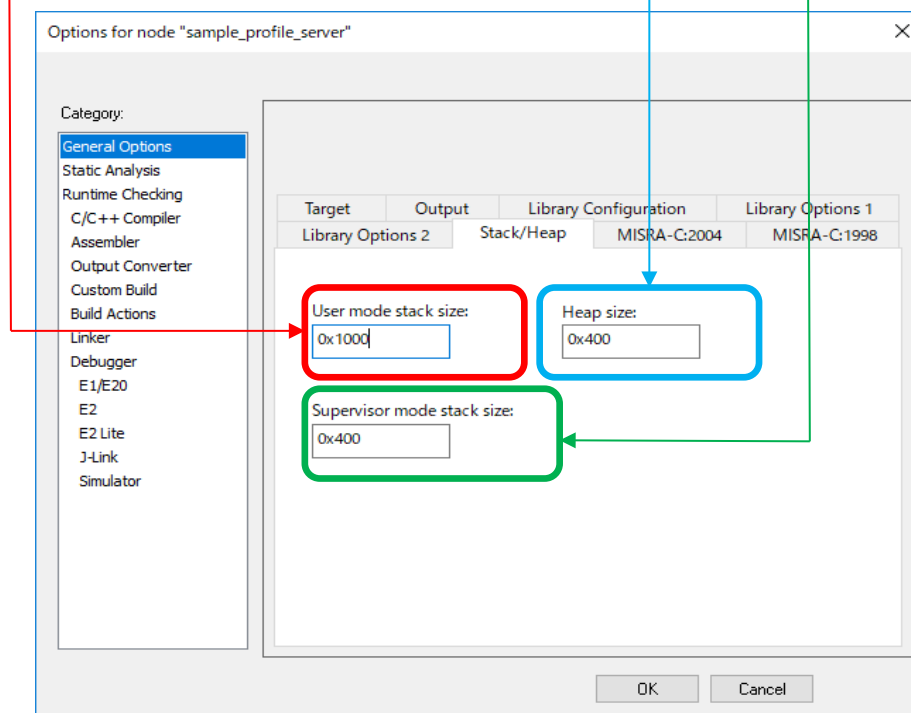 Options for node "sample_profile_server"
Category:
General Options
Static Analysis
Runtime Checking
C/C++ Compiler
Assembler
Output Converter
Custom Build
Build Actions
Linker
Debugger
E1/E20
E2
E2 Lite
J-Link
Simulator
Target Output Library Configuration Library Options 1
Library Options 2 Stack/Heap MISRA-C:2004 MISRA-C:1998
User mode stack size: Heap size:
0x1000 0x400
Supervisor mode stack size:
0x400
OK Cancel